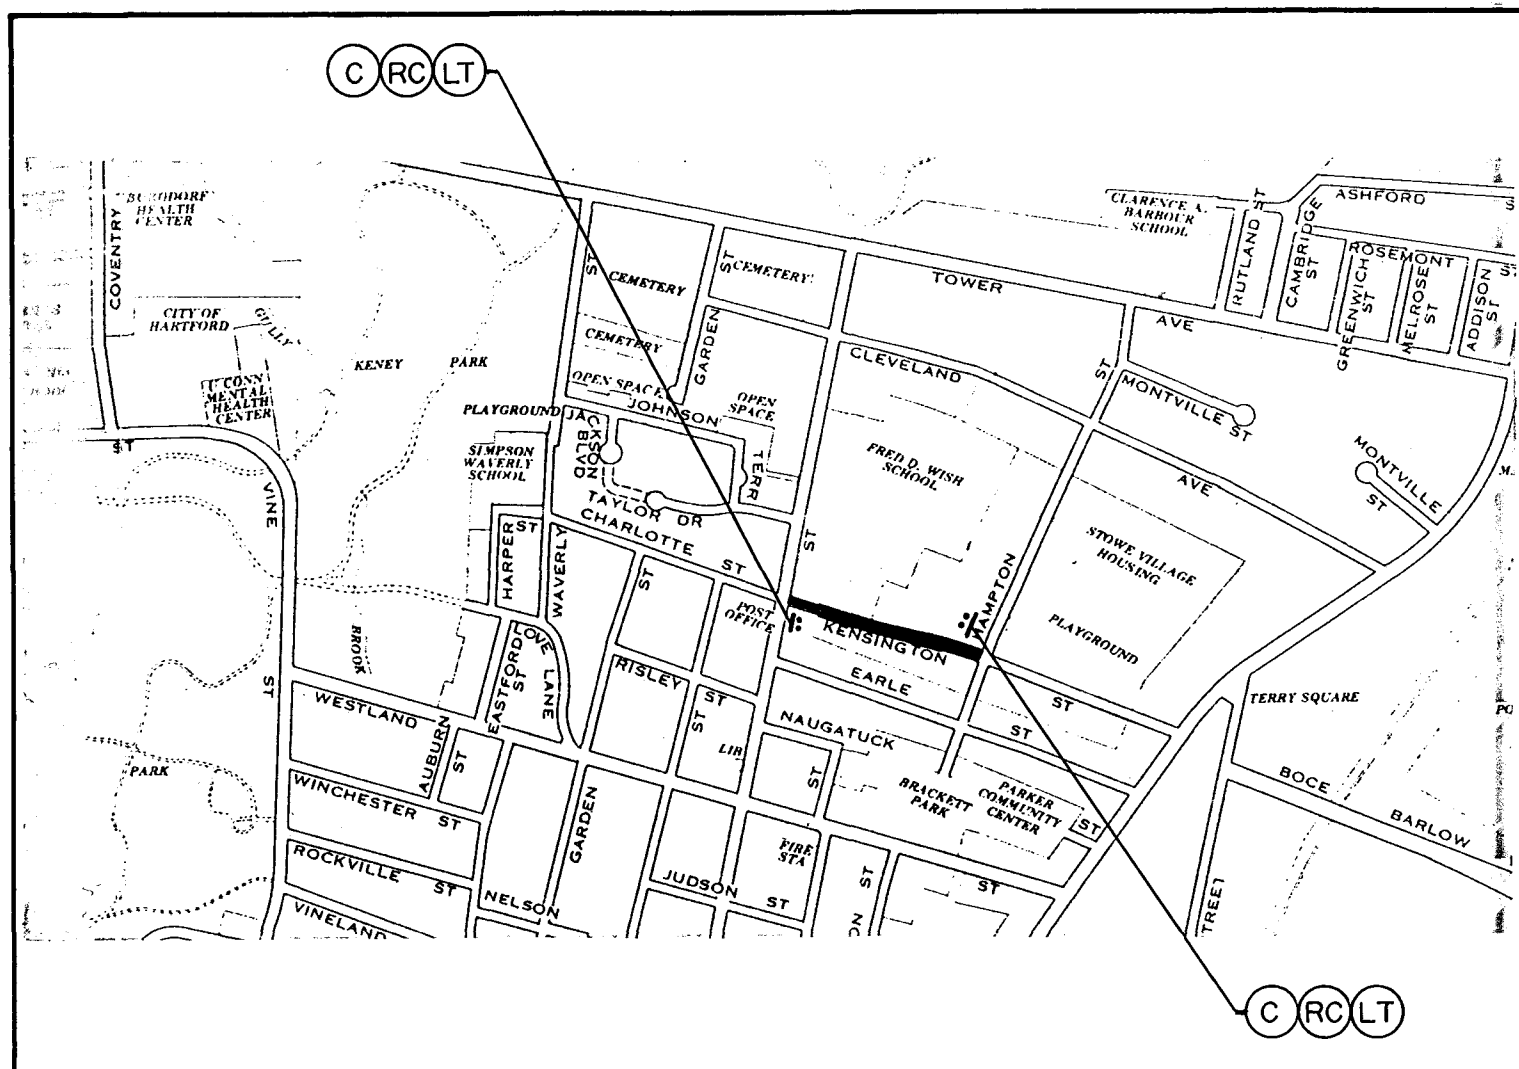 C RC LT
BURGDORF
HEALTH
CENTER
COVENTRY
CITY OF
HARTFORD
GULLY
KENEY PARK
U CONN
MENTAL
HEALTH
CENTER
ST
VINE
ST
BROOK
PARK
ST
CEMETERY
CEMETERY
OPEN SPACE
PLAYGROUND
JACKSON
BLVD
JOHNSON
TERR
ST
CEMETERY
GARDEN
OPEN
SPACE
SIMPSON
WAVERLY
SCHOOL
TAYLOR DR
CHARLOTTE
ST
HARPER
ST
WAVERLY
ST
TOWER
AVE
CLEVELAND
AVE
CLARENCE A.
BARBOUR
SCHOOL
RUTLAND ST
CAMBRIDGE
ST
ASHFORD
ROSEMONT
ST
GREENWICH
ST
MELROSE
ST
ADDISON
ST
ST
MONTVILLE
ST
MONTVILLE
ST
FRED D. WISH
SCHOOL
ST
HAMPTON
STOWE VILLAGE
HOUSING
PLAYGROUND
POST
OFFICE
KENSINGTON
ST
EARLE
ST
LOVE
LANE
EASTFORD
ST
RISLEY
ST
ST
NAUGATUCK
ST
LIB
TERRY SQUARE
WESTLAND
AUBURN
ST
WINCHESTER
ST
GARDEN
BRACKETT
PARK
PARKER
COMMUNITY
CENTER
ST
BOCE
BARLOW
ROCKVILLE
ST
NELSON
JUDSON
ST
FIRE
STA
ST
ST
ON
STREET
VINELAND
C RC LT